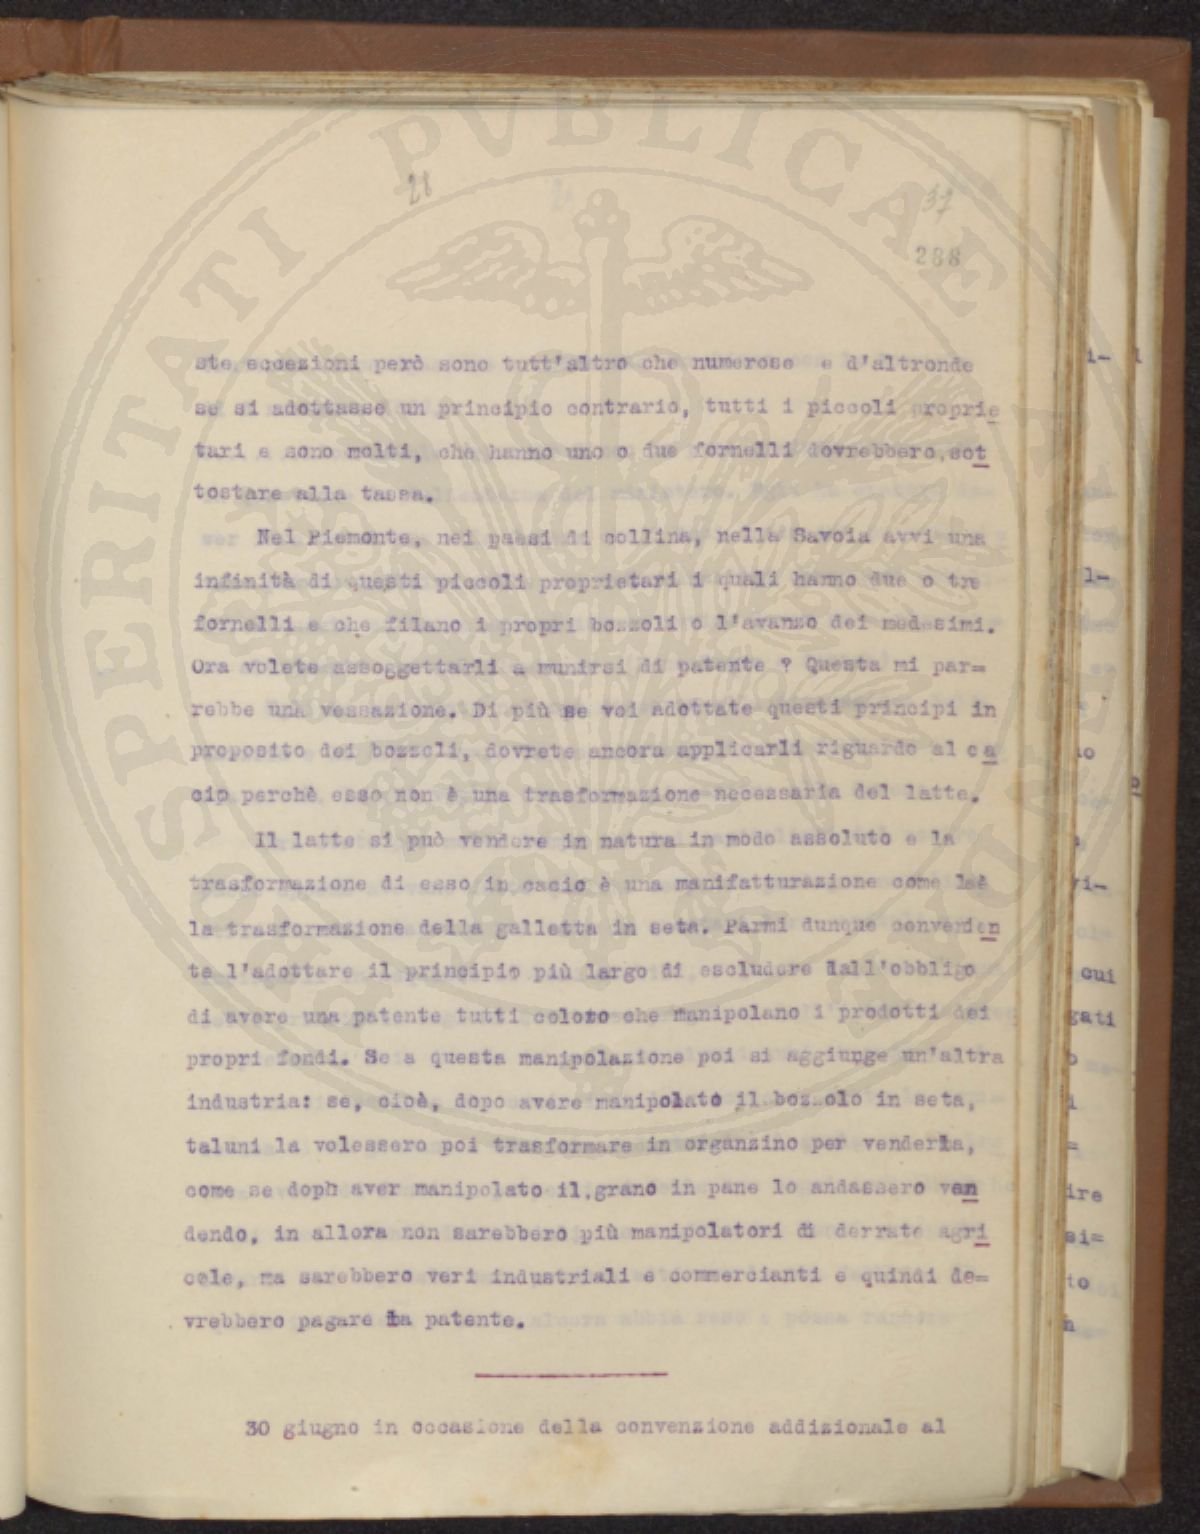 28
37
288
ste eccezioni però sono tutt'altro che numerose e d'altronde
se si adottasse un principio contrario, tutti i piccoli proprie
tari e sono molti, che hanno uno o due fornelli dovrebbero sot
tostare alla tassa.
Nel Piemonte, nei paesi di collina, nella Savoia avvi una
infinità di questi piccoli proprietari i quali hanno due o tre
fornelli e che filano i propri bozzoli o l'avanzo dei medesimi.
Ora volete assoggettarli a munirsi di patente ? Questa mi par=
rebbe una vessazione. Di più se voi adottate questi principi in
proposito dei bozzoli, dovrete ancora applicarli riguardo al ca
cio perchè esso non è una trasformazione necessaria del latte.
Il latte si può vendere in natura in modo assoluto e la
trasformazione di esso in cacio è una manifatturazione come laè
la trasformazione della galletta in seta. Parmi dunque convenien
te l'adottare il principio più largo di escludere dall'obbligo
di avere una patente tutti coloro che manipolano i prodotti dei
propri fondi. Se a questa manipolazione poi si aggiunge un'altra
industria: se, cioè, dopo avere manipolato il bozzolo in seta,
taluni la volessero poi trasformare in organzino per venderla,
come se doph aver manipolato il grano in pane lo andassero ven
dendo, in allora non sarebbero più manipolatori di derrate agri
cole, ma sarebbero veri industriali e commercianti e quindi do=
vrebbero pagare la patente.
30 giugno in occasione della convenzione addizionale al